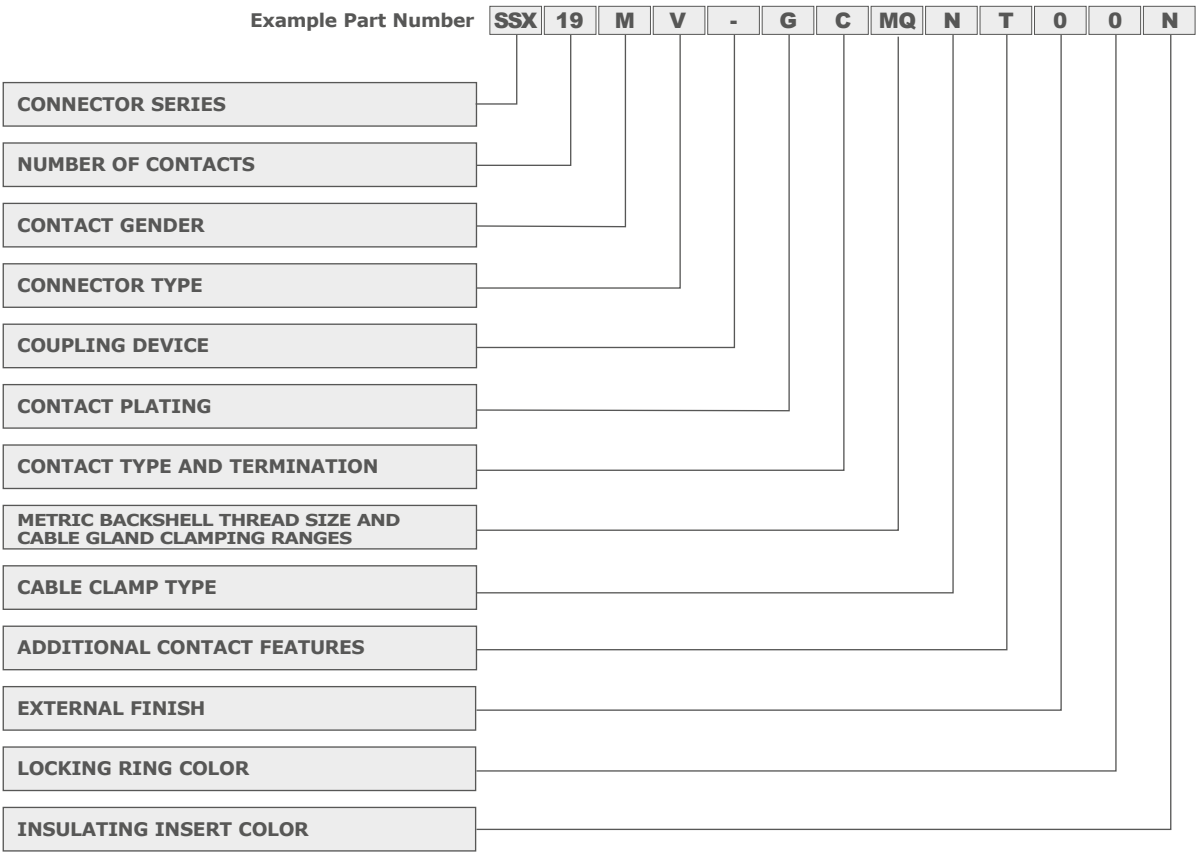 Example Part Number SSX 19 M V - G C MQ N T 0 0 N
CONNECTOR SERIES
NUMBER OF CONTACTS
CONTACT GENDER
CONNECTOR TYPE
COUPLING DEVICE
CONTACT PLATING
CONTACT TYPE AND TERMINATION
METRIC BACKSHELL THREAD SIZE AND
CABLE GLAND CLAMPING RANGES
CABLE CLAMP TYPE
ADDITIONAL CONTACT FEATURES
EXTERNAL FINISH
LOCKING RING COLOR
INSULATING INSERT COLOR